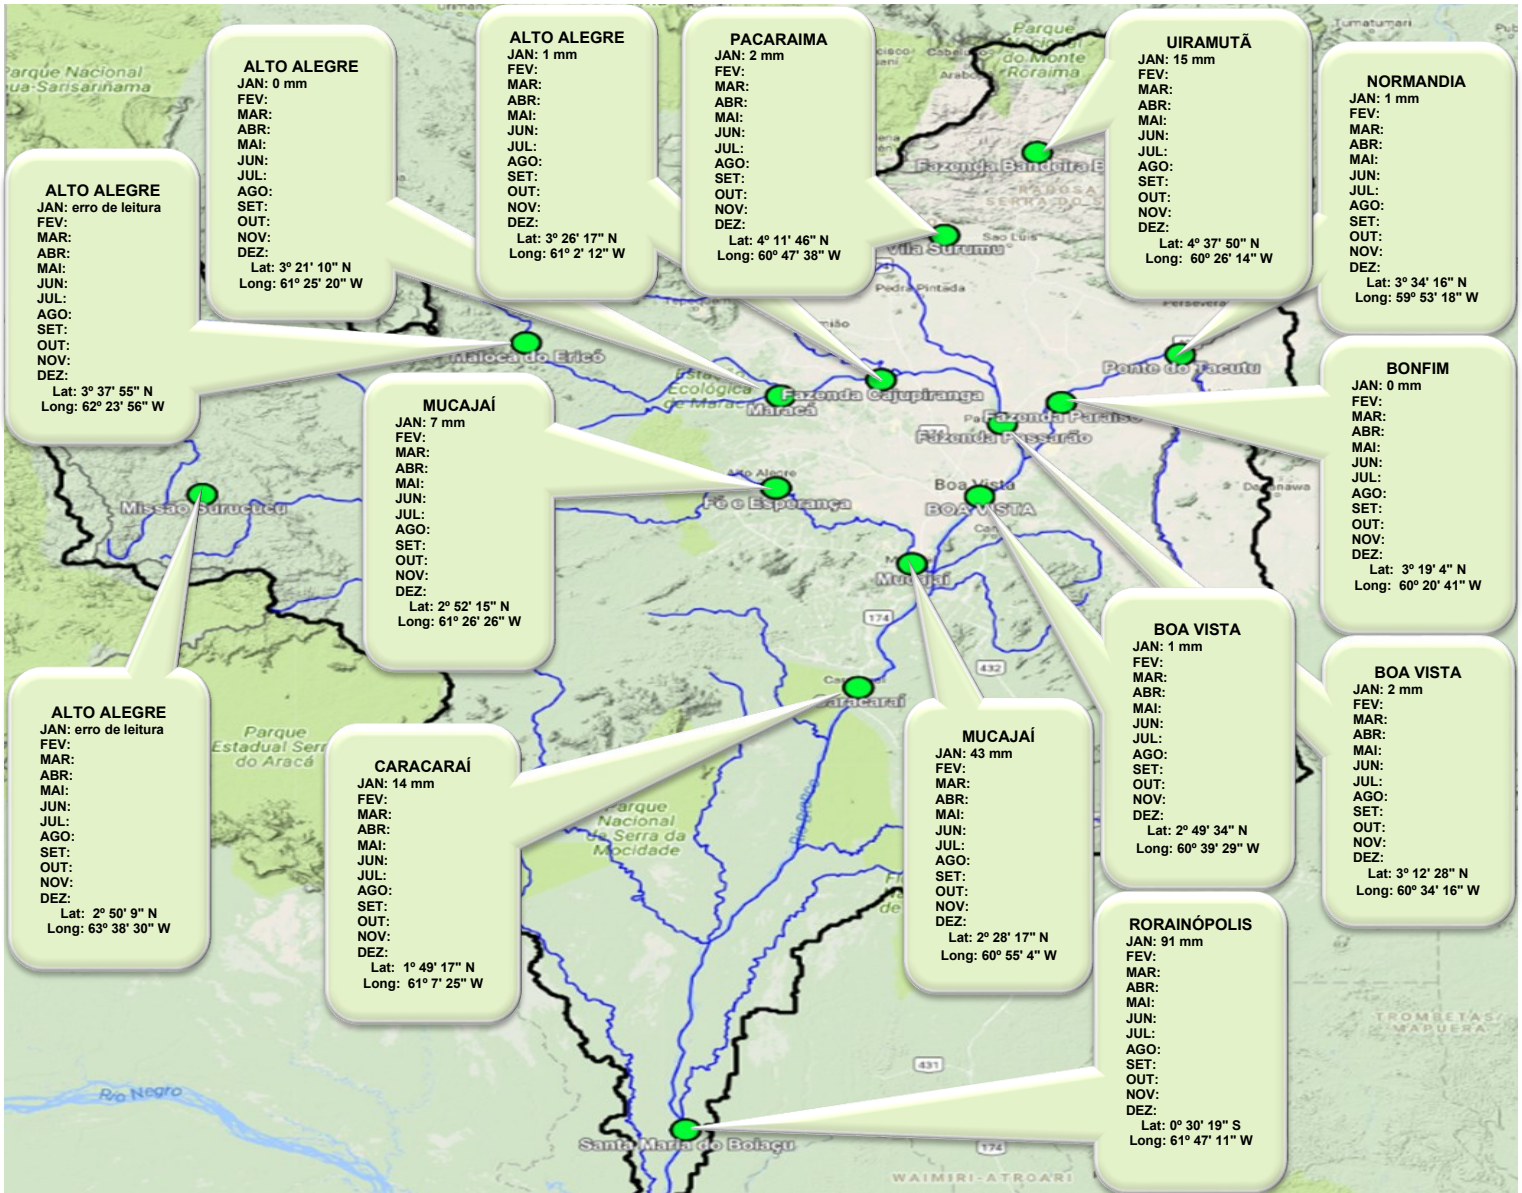 Parque Nacional
ua-Sarisariñama
Parque
Nacional
do Monte
Roraima
Tumatumari
ALTO ALEGRE
JAN: erro de leitura
FEV:
MAR:
ABR:
MAI:
JUN:
JUL:
AGO:
SET:
OUT:
NOV:
DEZ:
Lat: 3º 37' 55" N
Long: 62º 23' 56" W
ALTO ALEGRE
JAN: 0 mm
FEV:
MAR:
ABR:
MAI:
JUN:
JUL:
AGO:
SET:
OUT:
NOV:
DEZ:
Lat: 3º 21' 10" N
Long: 61º 25' 20" W
ALTO ALEGRE
JAN: 1 mm
FEV:
MAR:
ABR:
MAI:
JUN:
JUL:
AGO:
SET:
OUT:
NOV:
DEZ:
Lat: 3º 26' 17" N
Long: 61º 2' 12" W
PACARAIMA
JAN: 2 mm
FEV:
MAR:
ABR:
MAI:
JUN:
JUL:
AGO:
SET:
OUT:
NOV:
DEZ:
Lat: 4º 11' 46" N
Long: 60º 47' 38" W
UIRAMUTÃ
JAN: 15 mm
FEV:
MAR:
ABR:
MAI:
JUN:
JUL:
AGO:
SET:
OUT:
NOV:
DEZ:
Lat: 4º 37' 50" N
Long: 60º 26' 14" W
NORMANDIA
JAN: 1 mm
FEV:
MAR:
ABR:
MAI:
JUN:
JUL:
AGO:
SET:
OUT:
NOV:
DEZ:
Lat: 3º 34' 16" N
Long: 59º 53' 18" W
Fazenda Bandeira B
RAPOSA
SERRA DO S
Vila Surumu
São Luis
Pedra Pintada
Maloca do Ericó
Estação
Ecológica
de Maracá
Maracá
Fazenda Cajupiranga
Ponte do Tacutu
Fazenda Paraíso
Fazenda Passarão
MUCAJAÍ
JAN: 7 mm
FEV:
MAR:
ABR:
MAI:
JUN:
JUL:
AGO:
SET:
OUT:
NOV:
DEZ:
Lat: 2º 52' 15" N
Long: 61º 26' 26" W
BONFIM
JAN: 0 mm
FEV:
MAR:
ABR:
MAI:
JUN:
JUL:
AGO:
SET:
OUT:
NOV:
DEZ:
Lat: 3º 19' 4" N
Long: 60º 20' 41" W
Missão Surucucu
Alto Alegre
Fé e Esperança
Boa Vista
BOA VISTA
Mucajaí
174
432
Caracaraí
ALTO ALEGRE
JAN: erro de leitura
FEV:
MAR:
ABR:
MAI:
JUN:
JUL:
AGO:
SET:
OUT:
NOV:
DEZ:
Lat: 2º 50' 9" N
Long: 63º 38' 30" W
Parque
Estadual Serra
do Aracá
CARACARAÍ
JAN: 14 mm
FEV:
MAR:
ABR:
MAI:
JUN:
JUL:
AGO:
SET:
OUT:
NOV:
DEZ:
Lat: 1º 49' 17" N
Long: 61º 7' 25" W
Parque
Nacional
da Serra da
Mocidade
Rio Branco
MUCAJAÍ
JAN: 43 mm
FEV:
MAR:
ABR:
MAI:
JUN:
JUL:
AGO:
SET:
OUT:
NOV:
DEZ:
Lat: 2º 28' 17" N
Long: 60º 55' 4" W
BOA VISTA
JAN: 1 mm
FEV:
MAR:
ABR:
MAI:
JUN:
JUL:
AGO:
SET:
OUT:
NOV:
DEZ:
Lat: 2º 49' 34" N
Long: 60º 39' 29" W
BOA VISTA
JAN: 2 mm
FEV:
MAR:
ABR:
MAI:
JUN:
JUL:
AGO:
SET:
OUT:
NOV:
DEZ:
Lat: 3º 12' 28" N
Long: 60º 34' 16" W
RORAINÓPOLIS
JAN: 91 mm
FEV:
MAR:
ABR:
MAI:
JUN:
JUL:
AGO:
SET:
OUT:
NOV:
DEZ:
Lat: 0º 30' 19" S
Long: 61º 47' 11" W
TROMBETAS/
MAPUERA
431
Rio Negro
Santa Maria do Boiaçu
174
WAIMIRI-ATROARI